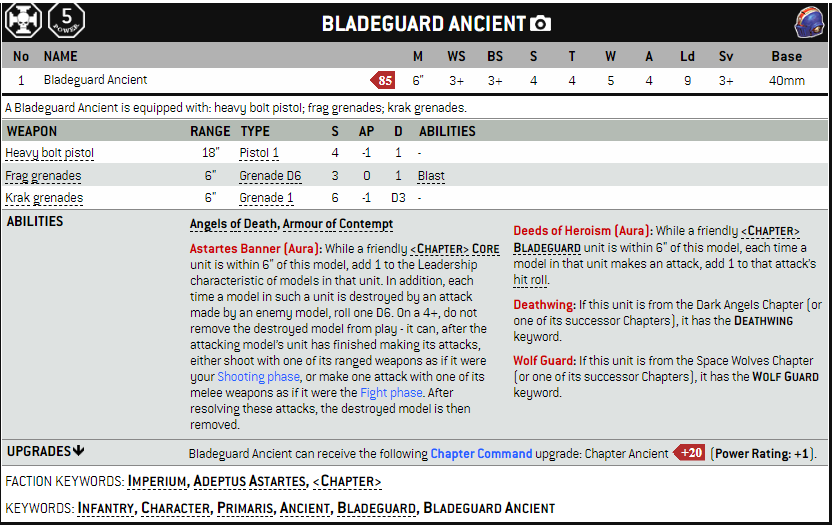 5
POWER
BLADEGUARD ANCIENT
No NAME M WS BS S T W A Ld Sv Base
1 Bladeguard Ancient 85 6" 3+ 3+ 4 4 5 4 9 3+ 40mm
A Bladeguard Ancient is equipped with: heavy bolt pistol; frag grenades; krak grenades.
WEAPON RANGE TYPE S AP D ABILITIES
Heavy bolt pistol 18" Pistol 1 4 -1 1 -
Frag grenades 6" Grenade D6 3 0 1 Blast
Krak grenades 6" Grenade 1 6 -1 D3 -
ABILITIES
Angels of Death, Armour of Contempt
Astartes Banner (Aura): While a friendly <CHAPTER> CORE
unit is within 6" of this model, add 1 to the Leadership
characteristic of models in that unit. In addition, each
time a model in such a unit is destroyed by an attack
made by an enemy model, roll one D6. On a 4+, do not
remove the destroyed model from play - it can, after the
attacking model's unit has finished making its attacks,
either shoot with one of its ranged weapons as if it were
your Shooting phase, or make one attack with one of its
melee weapons as if it were the Fight phase. After
resolving these attacks, the destroyed model is then
removed.
Deeds of Heroism (Aura): While a friendly <CHAPTER>
BLADEGUARD unit is within 6" of this model, each time a
model in that unit makes an attack, add 1 to that attack's
hit roll.
Deathwing: If this unit is from the Dark Angels Chapter (or
one of its successor Chapters), it has the DEATHWING
keyword.
Wolf Guard: If this unit is from the Space Wolves Chapter
(or one of its successor Chapters), it has the WOLF GUARD
keyword.
UPGRADES Bladeguard Ancient can receive the following Chapter Command upgrade: Chapter Ancient +20 (Power Rating: +1).
FACTION KEYWORDS: IMPERIUM, ADEPTUS ASTARTES, <CHAPTER>
KEYWORDS: INFANTRY, CHARACTER, PRIMARIS, ANCIENT, BLADEGUARD, BLADEGUARD ANCIENT